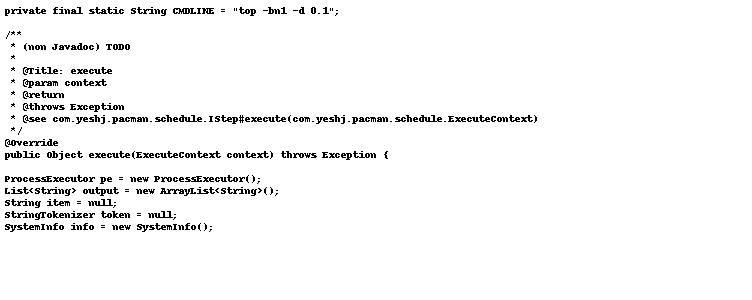 private final static String CMDLINE = "top -bn1 -d 0.1";
/**
* (non Javadoc) TODO
*
* @Title: execute
* @param context
* @return
* @throws Exception
* @see com.yeshj.pacman.schedule.IStep#execute(com.yeshj.pacman.schedule.ExecuteContext)
*/
@Override
public Object execute(ExecuteContext context) throws Exception {
ProcessExecutor pe = new ProcessExecutor();
List<String> output = new ArrayList<String>();
String item = null;
StringTokenizer token = null;
SystemInfo info = new SystemInfo();